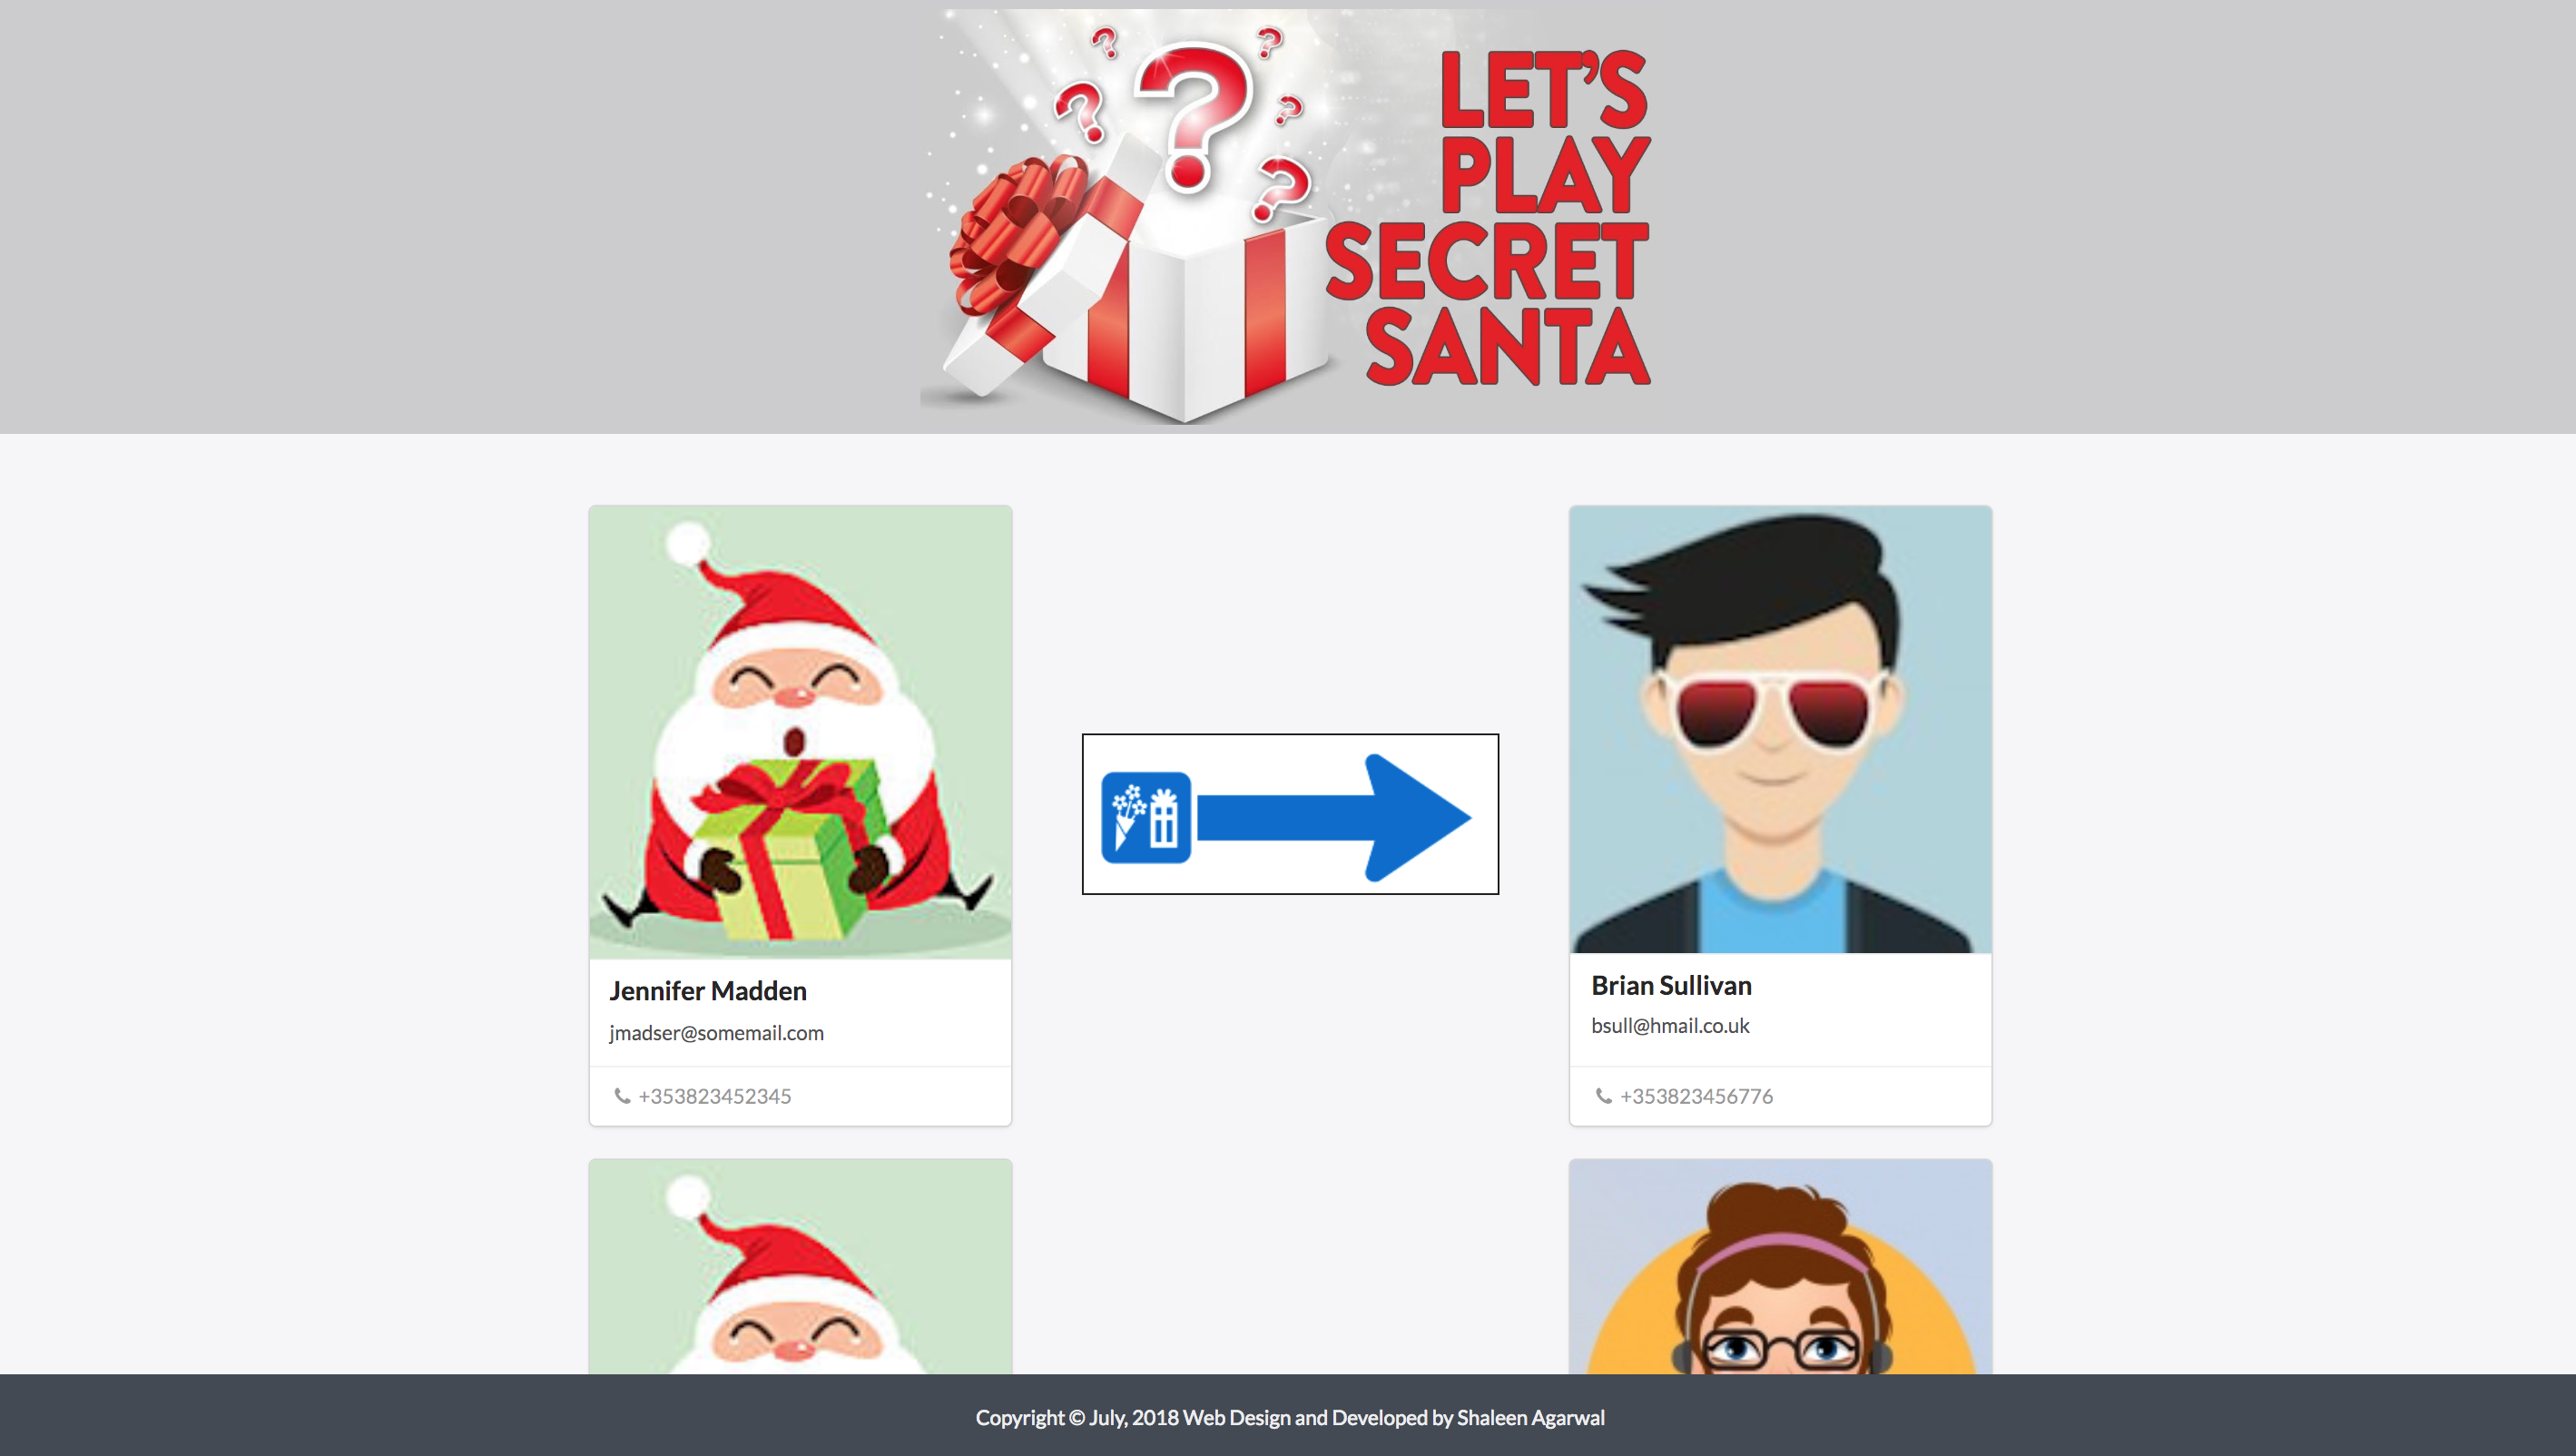 LET'S
PLAY
SECRET
SANTA
Jennifer Madden
jmadser@somemail.com
+353823452345
Brian Sullivan
bsull@hmail.co.uk
+353823456776
Copyright © July, 2018 Web Design and Developed by Shaleen Agarwal